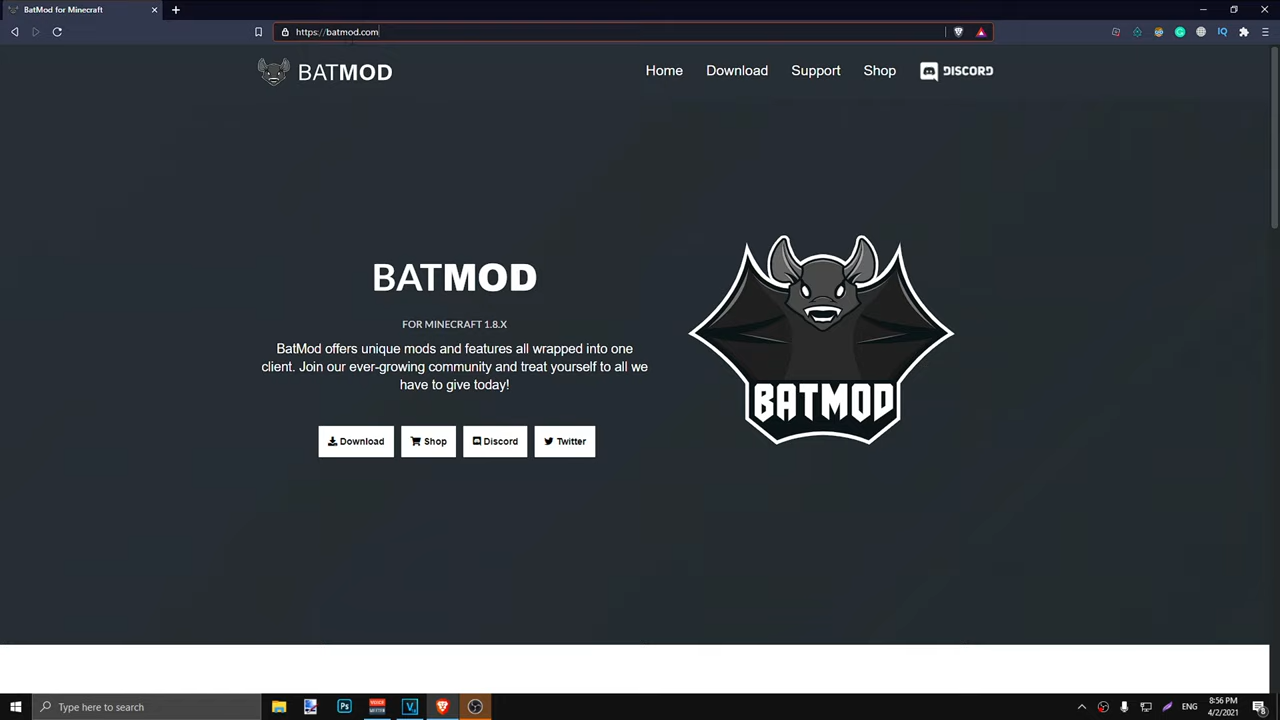 BatMod for Minecraft
https://batmod.com
BATMOD
Home
Download
Support
Shop
DISCORD
BATMOD
FOR MINECRAFT 1.8.X
BatMod offers unique mods and features all wrapped into one
client. Join our ever-growing community and treat yourself to all we
have to give today!
Download
Shop
Discord
Twitter
BATMOD
Type here to search
Ps
ENG
8:56 PM
4/2/2021